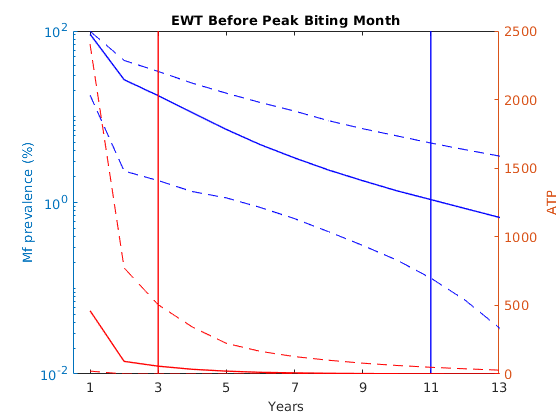 EWT Before Peak Biting Month
10^2
10^0
10^-2
Mf prevalence (%)
2500
2000
1500
1000
500
0
ATP
1 3 5 7 9 11 13
Years